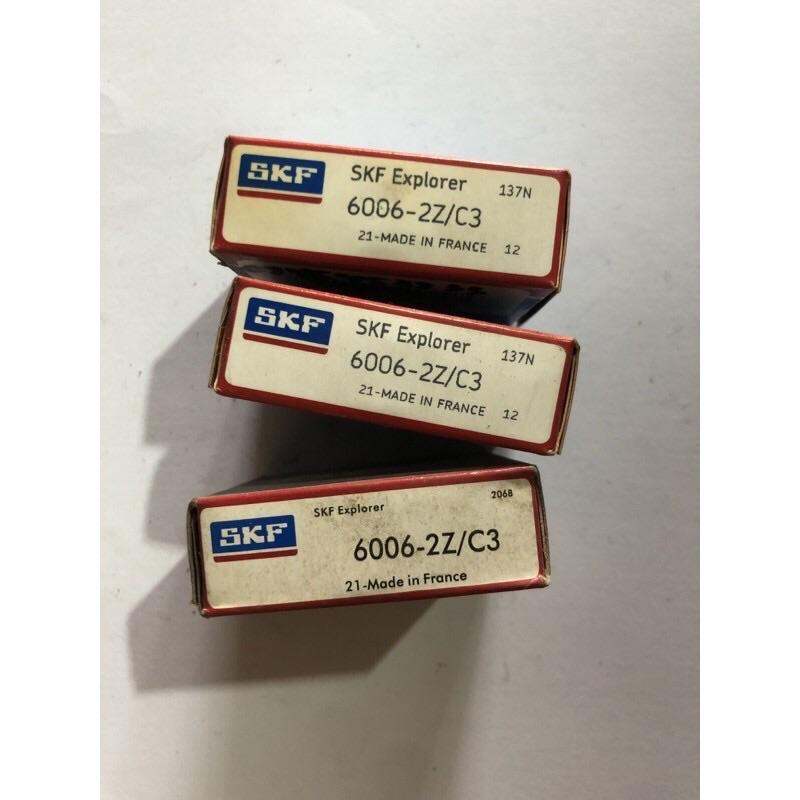 SKF
SKF Explorer 137N
6006-2Z/C3
21-MADE IN FRANCE 12
SKF
SKF Explorer 137N
6006-2Z/C3
21-MADE IN FRANCE 12
SKF
SKF Explorer 206B
6006-2Z/C3
21-Made in France